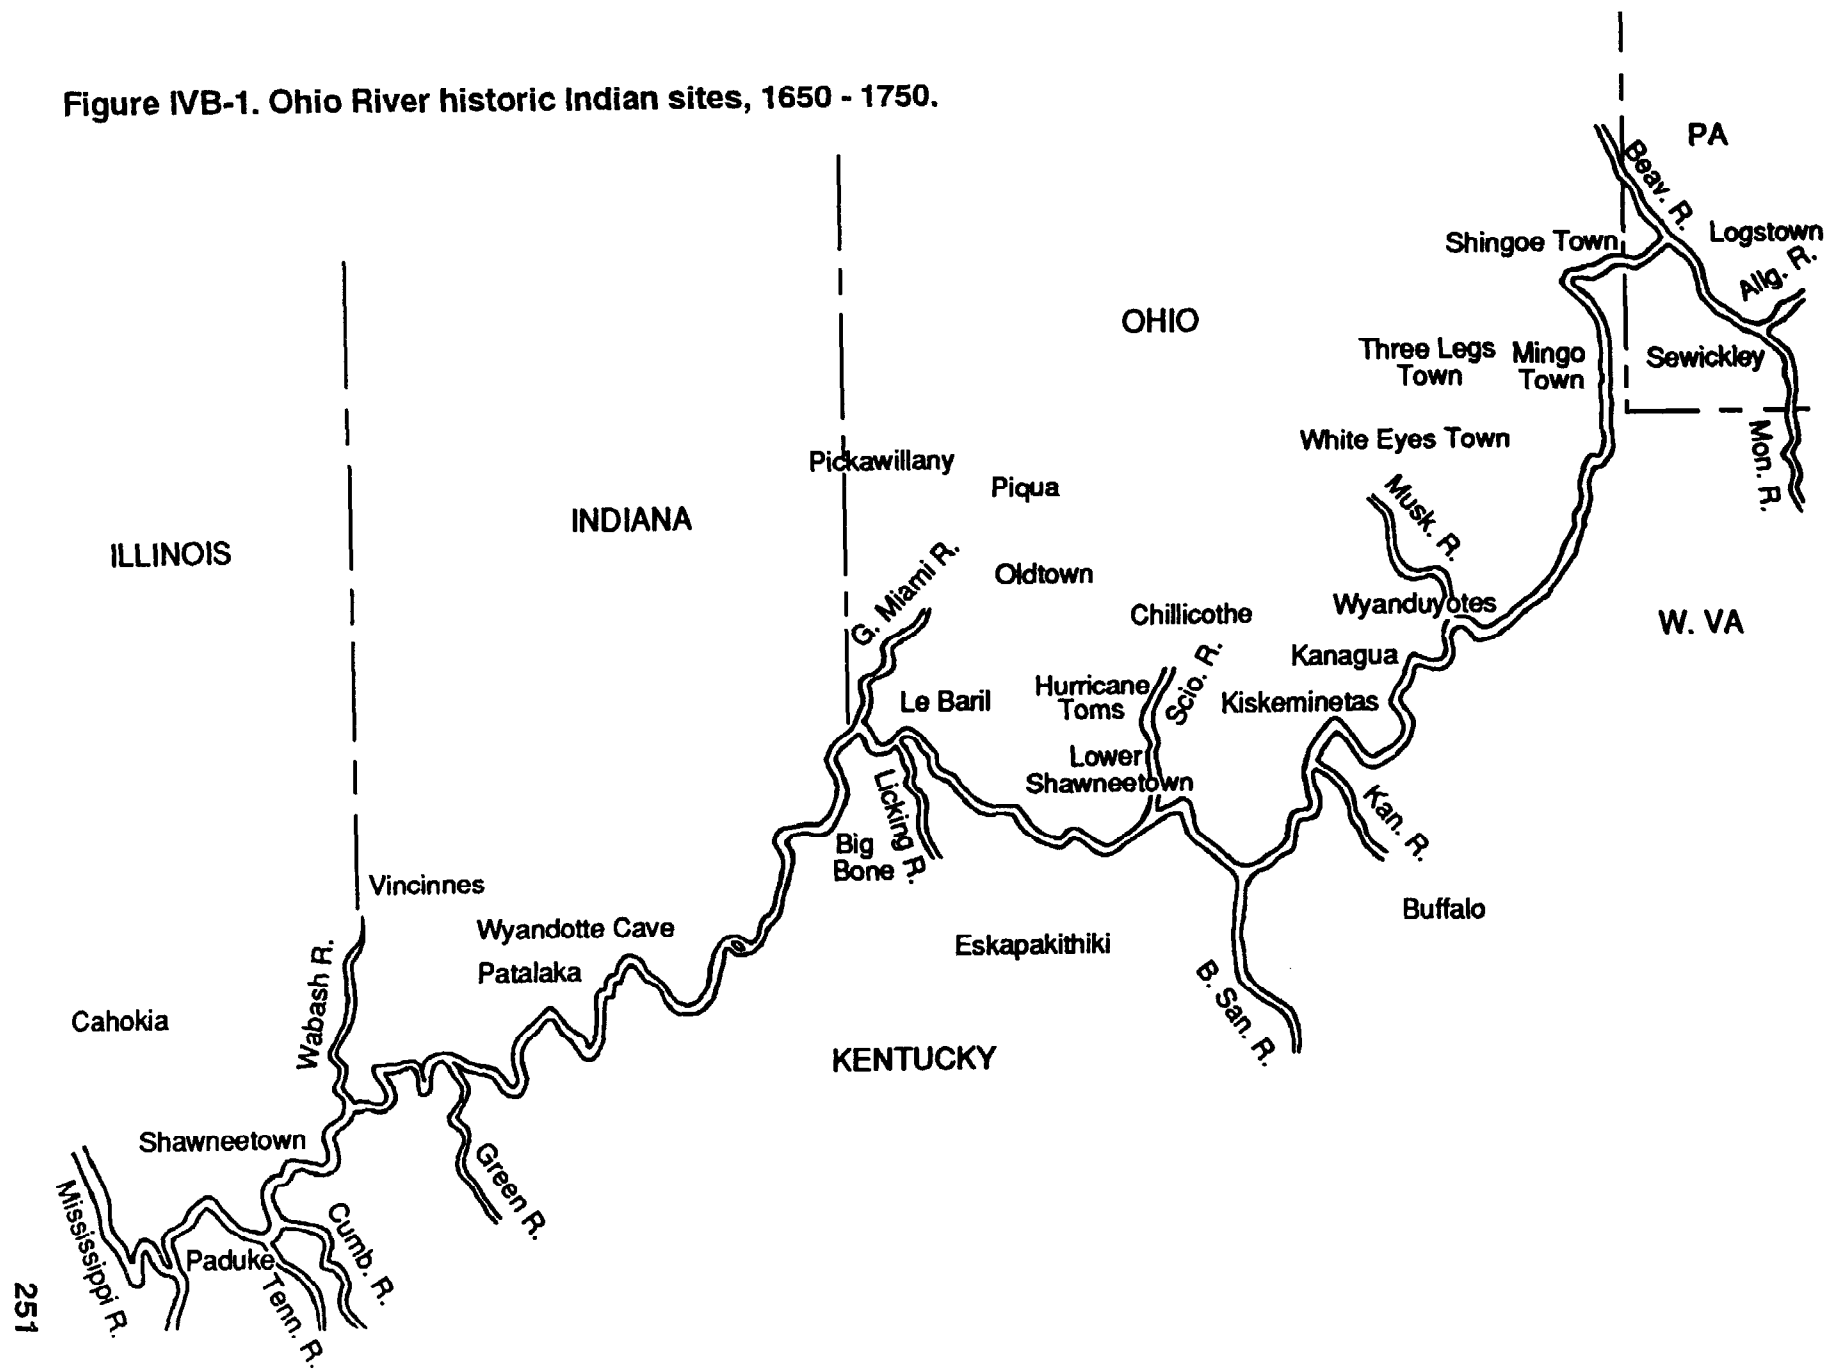 Figure IVB-1. Ohio River historic Indian sites, 1650 - 1750.
PA
Beav. R.
Logstown
Shingoe Town
Allg. R.
OHIO
Three Legs
Town
Mingo
Town
Sewickley
White Eyes Town
Mon. R.
Pickawillany
Piqua
Musk. R.
INDIANA
ILLINOIS
G. Miami R.
Oldtown
Wyanduyotes
Chillicothe
W. VA
Kanagua
Scio. R.
Hurricane
Toms
Le Baril
Kiskeminetas
Lower
Shawneetown
Licking R.
Kan. R.
Big
Bone
Vincinnes
Buffalo
Wyandotte Cave
Eskapakithiki
Patalaka
Wabash R.
B. San. R.
Cahokia
KENTUCKY
Shawneetown
Green R.
Mississippi R.
Cumb. R.
Paduke
Tenn. R.
251